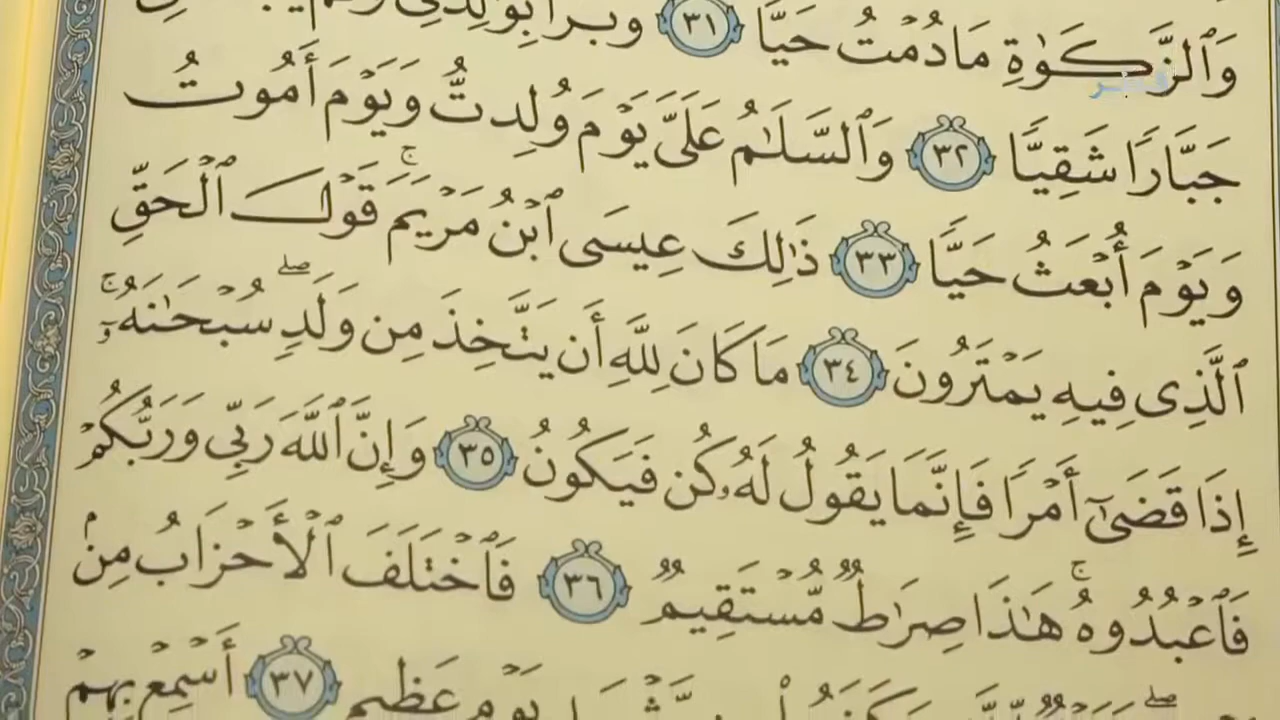 وَٱلزَّكَوٰةِ مَا دُمْتُ حَيًّا ٣١ وَبَرًّۢا بِوَٰلِدَتِى وَلَمْ
جَبَّارًا شَقِيًّا ٣٢ وَٱلسَّلَٰمُ عَلَىَّ يَوْمَ وُلِدتُّ وَيَوْمَ أَمُوتُ
وَيَوْمَ أُبْعَثُ حَيًّا ٣٣ ذَٰلِكَ عِيسَى ٱبْنُ مَرْيَمَ ۚ قَوْلَ ٱلْحَقِّ
ٱلَّذِى فِيهِ يَمْتَرُونَ ٣٤ مَا كَانَ لِلَّهِ أَن يَتَّخِذَ مِن وَلَدٍ ۖ سُبْحَٰنَهُۥٓ ۚ
إِذَا قَضَىٰٓ أَمْرًا فَإِنَّمَا يَقُولُ لَهُۥ كُن فَيَكُونُ ٣٥ وَإِنَّ ٱللَّهَ رَبِّى وَرَبُّكُمْ
فَٱعْبُدُوهُ ۚ هَٰذَا صِرَٰطٌ مُّسْتَقِيمٌ ٣٦ فَٱخْتَلَفَ ٱلْأَحْزَابُ مِنۢ
يَوْمٍ عَظِيمٍ ٣٧ أَسْمِعْ بِهِمْ